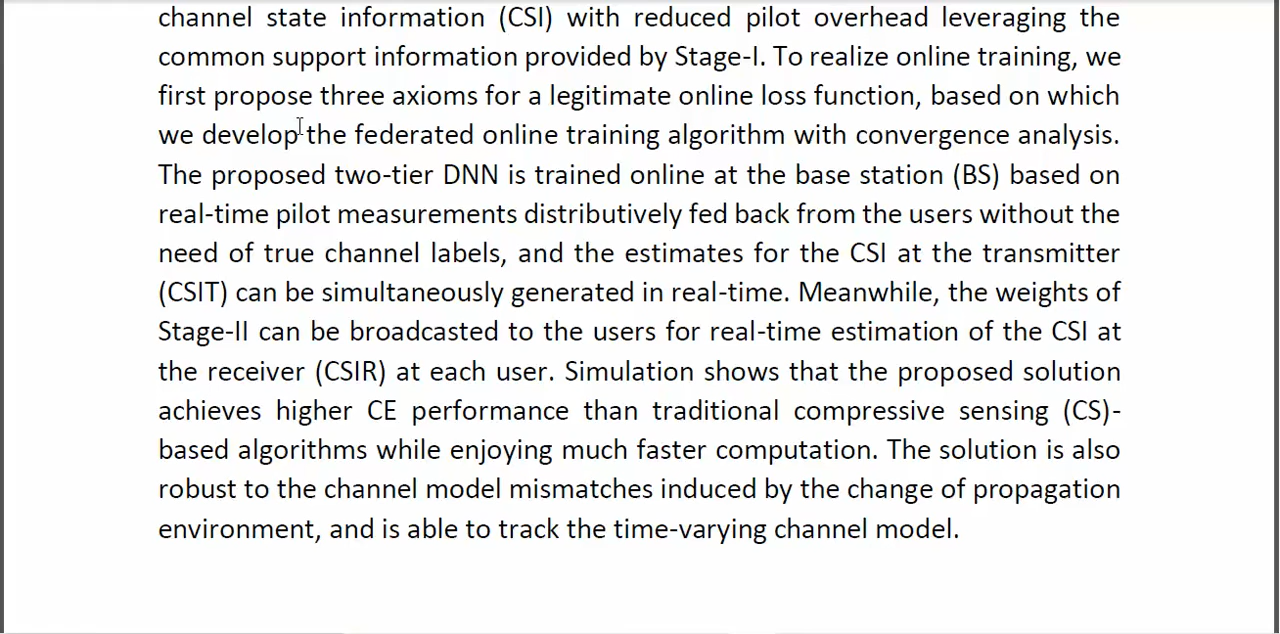 channel state information (CSI) with reduced pilot overhead leveraging the
common support information provided by Stage-I. To realize online training, we
first propose three axioms for a legitimate online loss function, based on which
we develop the federated online training algorithm with convergence analysis.
The proposed two-tier DNN is trained online at the base station (BS) based on
real-time pilot measurements distributively fed back from the users without the
need of true channel labels, and the estimates for the CSI at the transmitter
(CSIT) can be simultaneously generated in real-time. Meanwhile, the weights of
Stage-II can be broadcasted to the users for real-time estimation of the CSI at
the receiver (CSIR) at each user. Simulation shows that the proposed solution
achieves higher CE performance than traditional compressive sensing (CS)-
based algorithms while enjoying much faster computation. The solution is also
robust to the channel model mismatches induced by the change of propagation
environment, and is able to track the time-varying channel model.